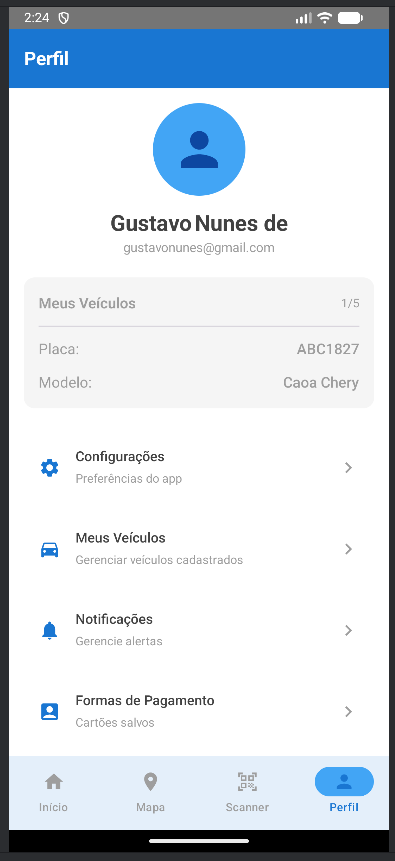 2:24
Perfil
Gustavo Nunes de
gustavonunes@gmail.com
Meus Veículos 1/5
Placa: ABC1827
Modelo: Caoa Chery
Configurações
Preferências do app
Meus Veículos
Gerenciar veículos cadastrados
Notificações
Gerencie alertas
Formas de Pagamento
Cartões salvos
Início Mapa Scanner Perfil